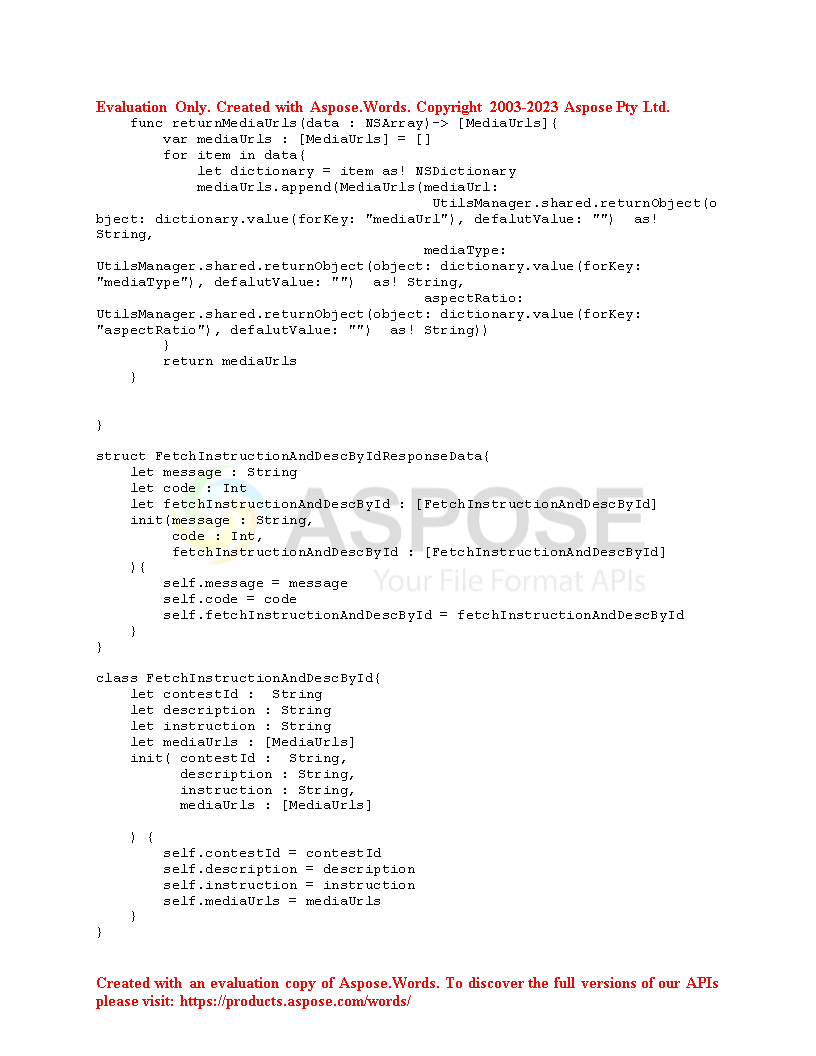 Evaluation Only. Created with Aspose.Words. Copyright 2003-2023 Aspose Pty Ltd.
    func returnMediaUrls(data : NSArray)-> [MediaUrls]{
        var mediaUrls : [MediaUrls] = []
        for item in data{
            let dictionary = item as! NSDictionary
            mediaUrls.append(MediaUrls(mediaUrl:
                                        UtilsManager.shared.returnObject(o
bject: dictionary.value(forKey: "mediaUrl"), defalutValue: "")  as!
String,
                                       mediaType:
UtilsManager.shared.returnObject(object: dictionary.value(forKey:
"mediaType"), defalutValue: "")  as! String,
                                       aspectRatio:
UtilsManager.shared.returnObject(object: dictionary.value(forKey:
"aspectRatio"), defalutValue: "")  as! String))
        }
        return mediaUrls
    }
}
struct FetchInstructionAndDescByIdResponseData{
    let message : String
    let code : Int
    let fetchInstructionAndDescById : [FetchInstructionAndDescById]
    init(message : String,
         code : Int,
         fetchInstructionAndDescById : [FetchInstructionAndDescById]
    ){
        self.message = message
        self.code = code
        self.fetchInstructionAndDescById = fetchInstructionAndDescById
    }
}
ASPOSE
Your File Format APIs
class FetchInstructionAndDescById{
    let contestId :  String
    let description : String
    let instruction : String
    let mediaUrls : [MediaUrls]
    init( contestId :  String,
          description : String,
          instruction : String,
          mediaUrls : [MediaUrls]
    ) {
        self.contestId = contestId
        self.description = description
        self.instruction = instruction
        self.mediaUrls = mediaUrls
    }
}
Created with an evaluation copy of Aspose.Words. To discover the full versions of our APIs
please visit: https://products.aspose.com/words/